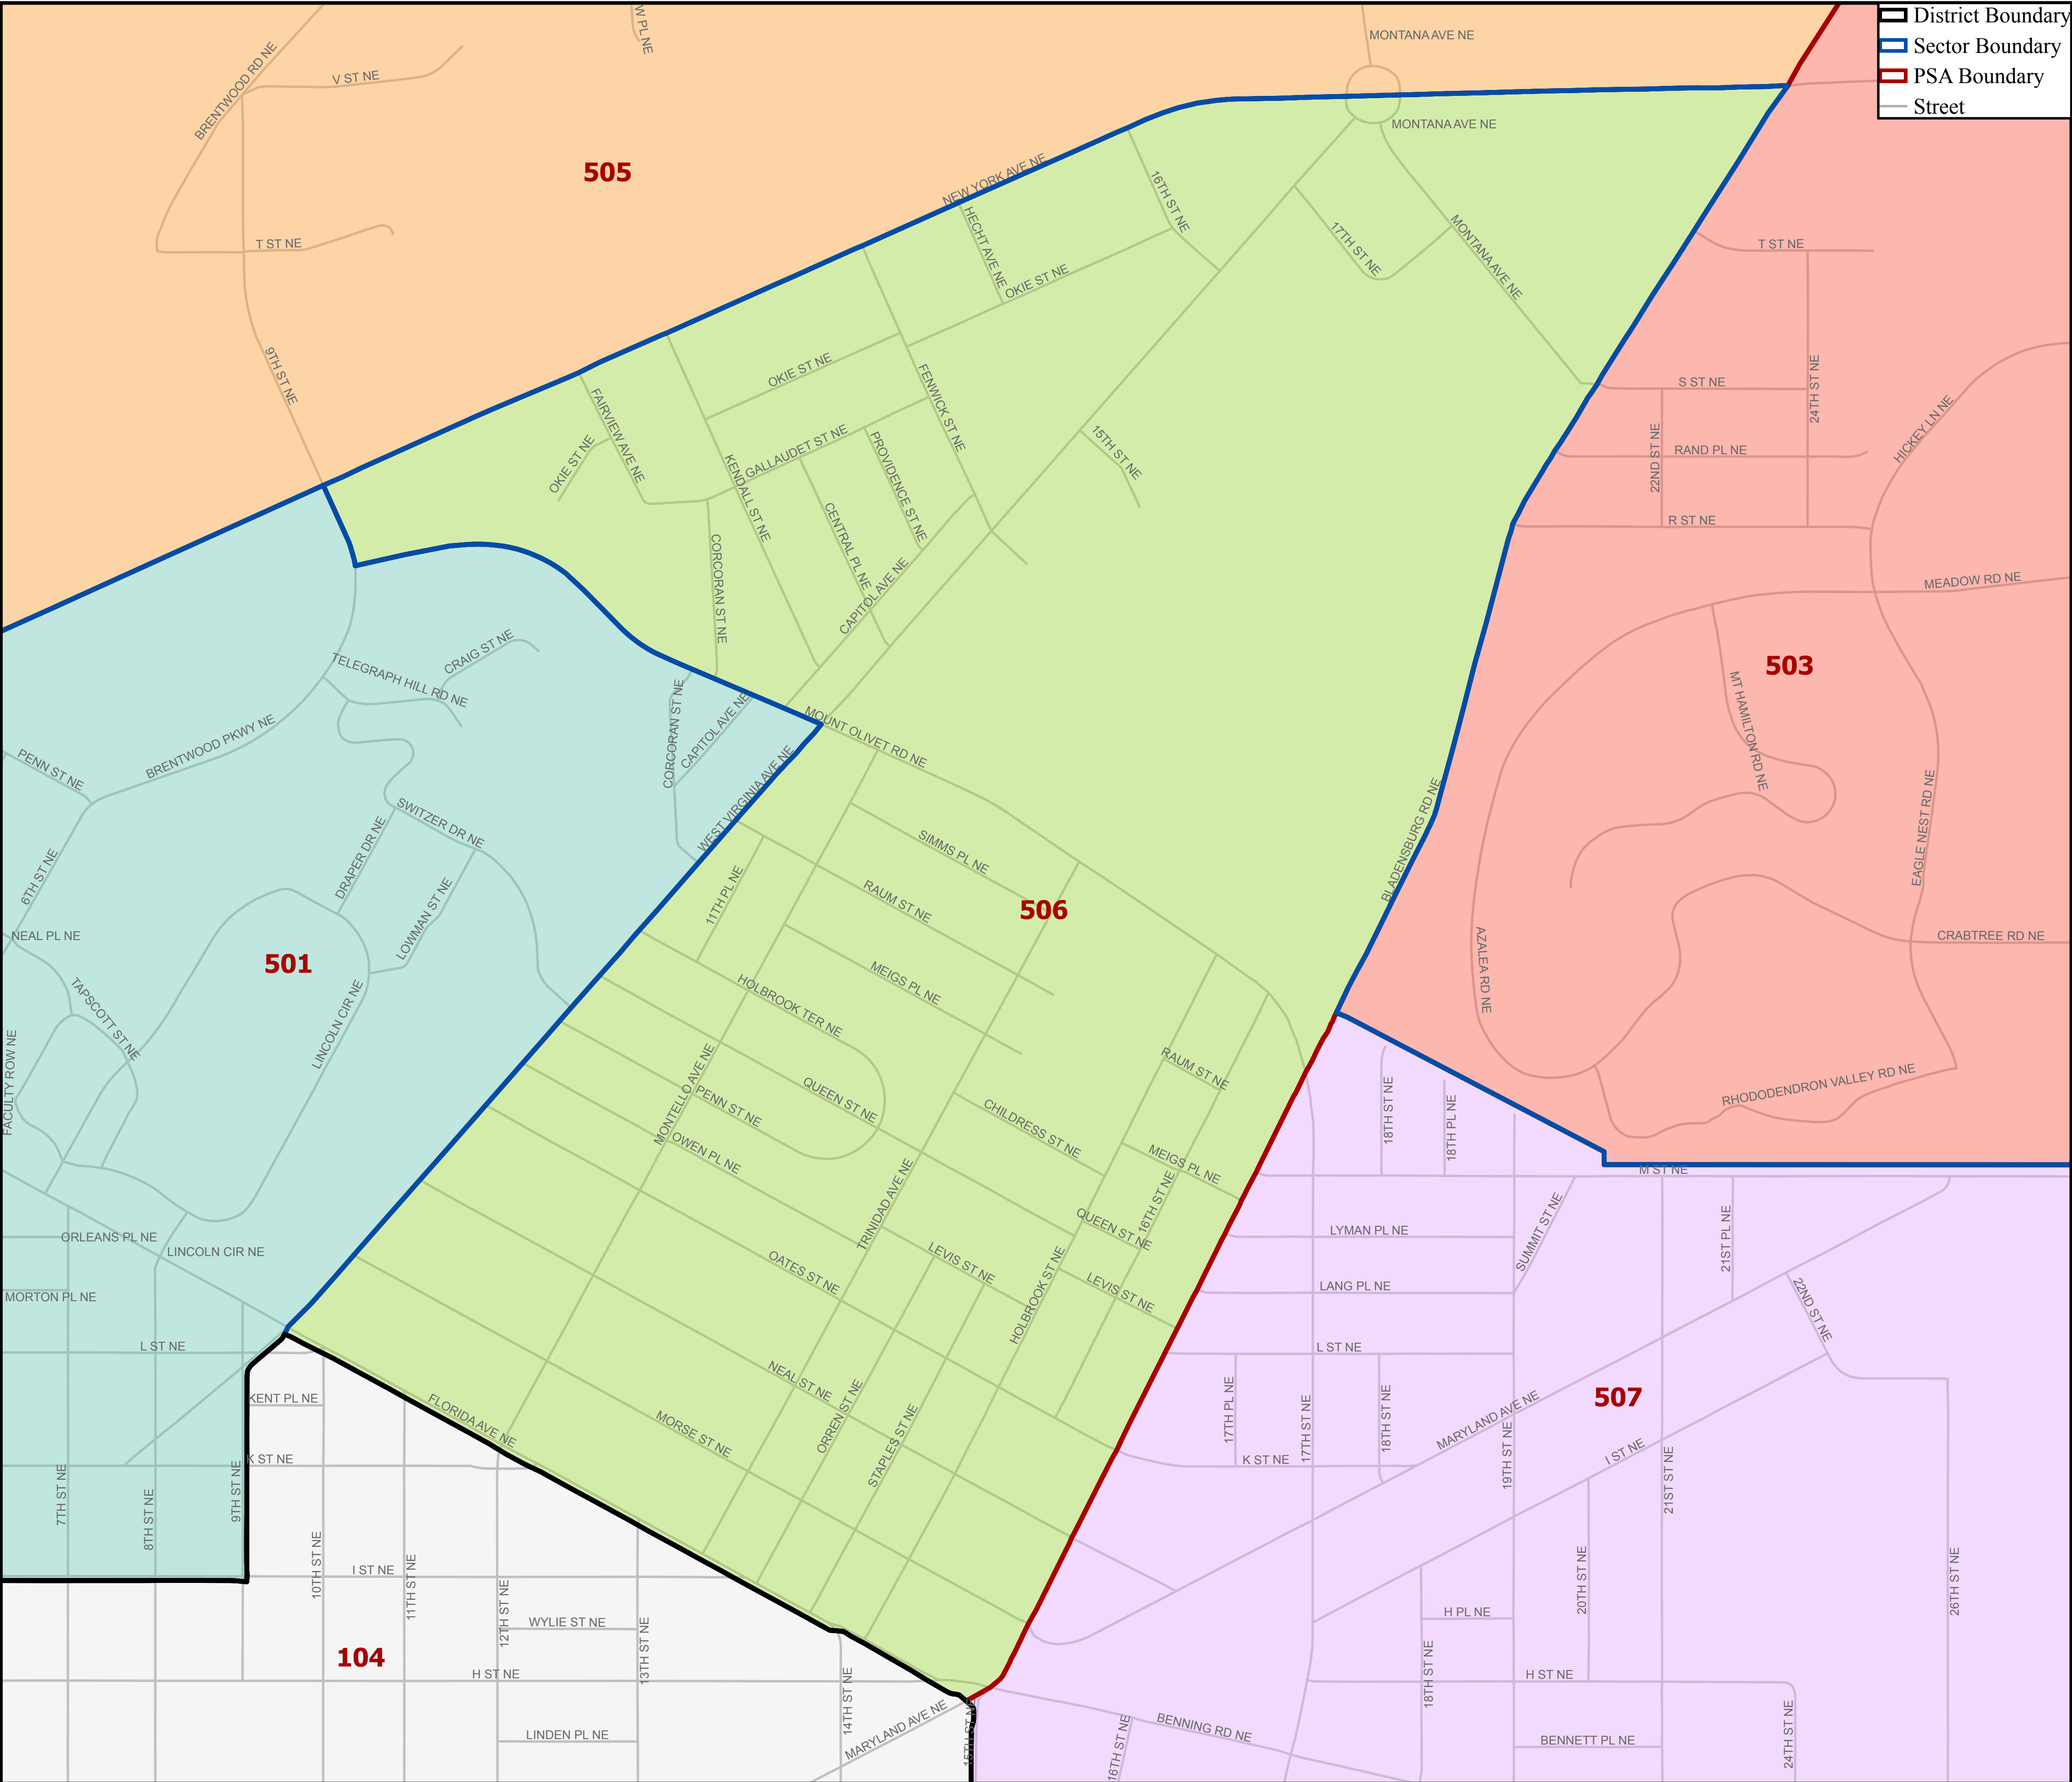 District Boundary
Sector Boundary
PSA Boundary
Street
W PL NE
MONTANA AVE NE
BRENTWOOD RD NE
V ST NE
MONTANA AVE NE
505
NEW YORK AVE NE
16TH ST NE
HECHT AVE NE
17TH ST NE
MONTANA AVE NE
T ST NE
T ST NE
OKIE ST NE
9TH ST NE
OKIE ST NE
FENWICK ST NE
S ST NE
24TH ST NE
FAIRVIEW AVE NE
OKIE ST NE
GALLAUDET ST NE
PROVIDENCE ST NE
15TH ST NE
22ND ST NE
RAND PL NE
HICKEY LN NE
KENDALL ST NE
CENTRAL PL NE
R ST NE
CORCORAN ST NE
CAPITOL AVE NE
MEADOW RD NE
CRAIG ST NE
TELEGRAPH HILL RD NE
503
CORCORAN ST NE
CAPITOL AVE NE
MOUNT OLIVET RD NE
MT HAMILTON RD NE
BRENTWOOD PKWY NE
PENN ST NE
WEST VIRGINIA AVE NE
SWITZER DR NE
DRAPER DR NE
SIMMS PL NE
BLADENSBURG RD NE
EAGLE NEST RD NE
6TH ST NE
LOWMAN ST NE
11TH PL NE
RAUM ST NE
506
NEAL PL NE
501
CRABTREE RD NE
AZALEA RD NE
MEIGS PL NE
TAPSCOTT ST NE
HOLBROOK TER NE
LINCOLN CIR NE
FACULTY ROW NE
MONTELLO AVE NE
RAUM ST NE
QUEEN ST NE
PENN ST NE
CHILDRESS ST NE
18TH ST NE
18TH PL NE
RHODODENDRON VALLEY RD NE
OWEN PL NE
MEIGS PL NE
M ST NE
TRINIDAD AVE NE
16TH ST NE
QUEEN ST NE
ORLEANS PL NE
LINCOLN CIR NE
LYMAN PL NE
SUMMIT ST NE
21ST PL NE
LEVIS ST NE
OATES ST NE
HOLBROOK ST NE
LEVIS ST NE
LANG PL NE
22ND ST NE
MORTON PL NE
L ST NE
L ST NE
NEAL ST NE
KENT PL NE
507
FLORIDA AVE NE
MORSE ST NE
ORREN ST NE
STAPLES ST NE
17TH PL NE
17TH ST NE
18TH ST NE
MARYLAND AVE NE
19TH ST NE
I ST NE
21ST ST NE
K ST NE
K ST NE
7TH ST NE
8TH ST NE
9TH ST NE
10TH ST NE
I ST NE
11TH ST NE
12TH ST NE
WYLIE ST NE
13TH ST NE
20TH ST NE
26TH ST NE
H PL NE
104
H ST NE
H ST NE
18TH ST NE
14TH ST NE
MARYLAND AVE NE
15TH ST NE
LINDEN PL NE
16TH ST NE
BENNING RD NE
BENNETT PL NE
24TH ST NE